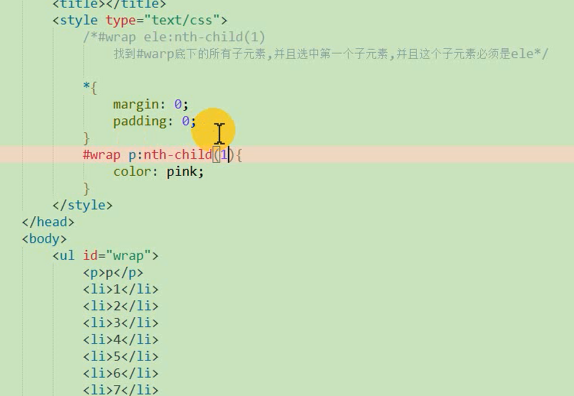 <title></title>
<style type="text/css">
/*#wrap ele:nth-child(1)
找到#warp底下的所有子元素,并且选中第一个子元素,并且这个子元素必须是ele*/
*{
margin: 0;
padding: 0;
}
#wrap p:nth-child(1){
color: pink;
}
</style>
</head>
<body>
<ul id="wrap">
<p>p</p>
<li>1</li>
<li>2</li>
<li>3</li>
<li>4</li>
<li>5</li>
<li>6</li>
<li>7</li>